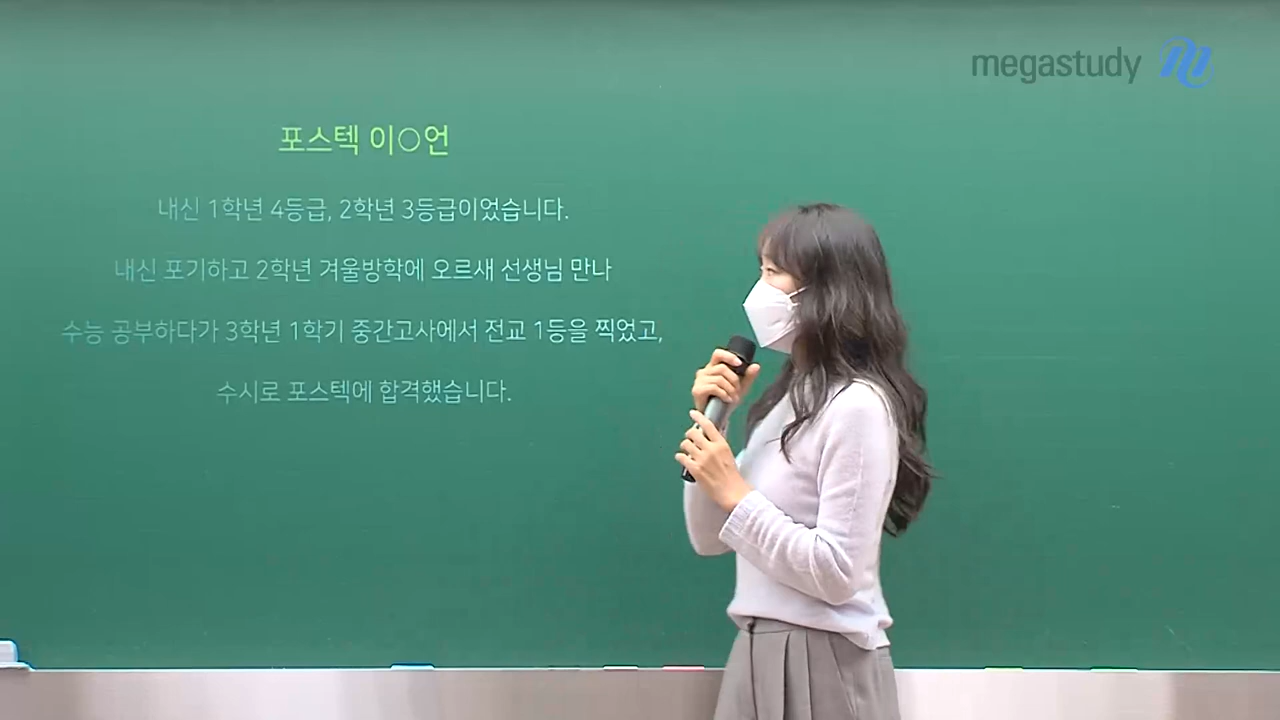 megastudy
포스텍 이○언
내신 1학년 4등급, 2학년 3등급이었습니다.
내신 포기하고 2학년 겨울방학에 오르새 선생님 만나
수능 공부하다가 3학년 1학기 중간고사에서 전교 1등을 찍었고,
수시로 포스텍에 합격했습니다.